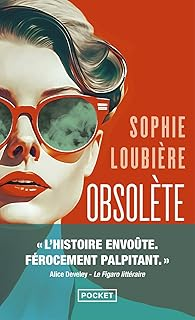 SOPHIE
LOUBIÈRE
OBSOLÈTE
« L'HISTOIRE ENVOÛTE.
FÉROCEMENT PALPITANT. »
Alice Develey - Le Figaro littéraire
POCKET